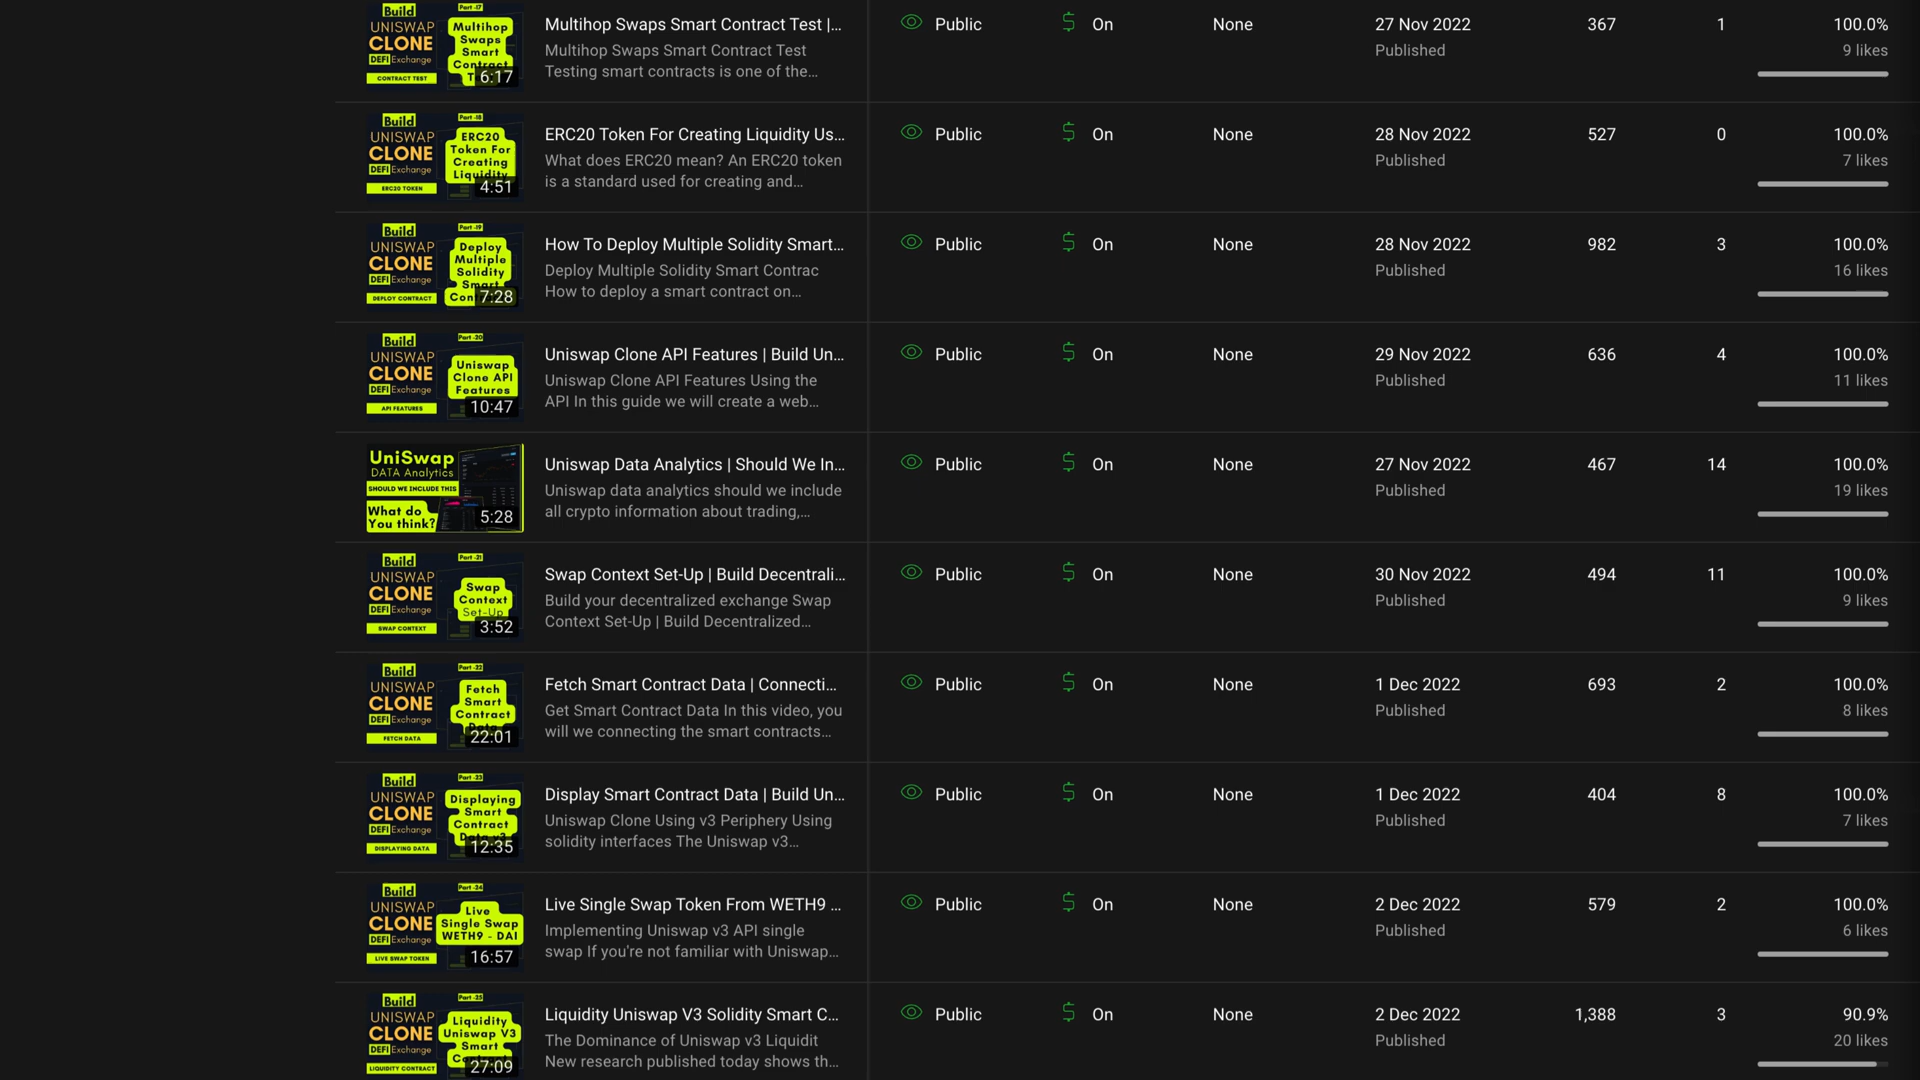 Build
Part -17
UNISWAP
CLONE
DEFI Exchange
CONTRACT TEST
Multihop
Swaps
Smart
Contract
6:17
Multihop Swaps Smart Contract Test |...
Multihop Swaps Smart Contract Test
Testing smart contracts is one of the...
Public
On
None
27 Nov 2022
Published
367
1
100.0%
9 likes
Build
Part -18
UNISWAP
CLONE
DEFI Exchange
ERC20 TOKEN
ERC20
Token For
Creating
Liquidity
4:51
ERC20 Token For Creating Liquidity Us...
What does ERC20 mean? An ERC20 token
is a standard used for creating and...
Public
On
None
28 Nov 2022
Published
527
0
100.0%
7 likes
Build
Part -19
UNISWAP
CLONE
DEFI Exchange
DEPLOY CONTRACT
Deploy
Multiple
Solidity
Smart
7:28
How To Deploy Multiple Solidity Smart...
Deploy Multiple Solidity Smart Contrac
How to deploy a smart contract on...
Public
On
None
28 Nov 2022
Published
982
3
100.0%
16 likes
Build
Part -20
UNISWAP
CLONE
DEFI Exchange
API FEATURES
Uniswap
Clone API
Features
10:47
Uniswap Clone API Features | Build Un...
Uniswap Clone API Features Using the
API In this guide we will create a web...
Public
On
None
29 Nov 2022
Published
636
4
100.0%
11 likes
UniSwap
DATA Analytics
SHOULD WE INCLUDE THIS
What do
You think?
5:28
Uniswap Data Analytics | Should We In...
Uniswap data analytics should we include
all crypto information about trading,...
Public
On
None
27 Nov 2022
Published
467
14
100.0%
19 likes
Build
Part -21
UNISWAP
CLONE
DEFI Exchange
SWAP CONTEXT
Swap
Context
Set-Up
3:52
Swap Context Set-Up | Build Decentrali...
Build your decentralized exchange Swap
Context Set-Up | Build Decentralized...
Public
On
None
30 Nov 2022
Published
494
11
100.0%
9 likes
Build
Part -22
UNISWAP
CLONE
DEFI Exchange
FETCH DATA
Fetch
Smart
Contract
22:01
Fetch Smart Contract Data | Connecti...
Get Smart Contract Data In this video, you
will we connecting the smart contracts...
Public
On
None
1 Dec 2022
Published
693
2
100.0%
8 likes
Build
Part -23
UNISWAP
CLONE
DEFI Exchange
DISPLAYING DATA
Displaying
Smart
Contract
Data v3
12:35
Display Smart Contract Data | Build Un...
Uniswap Clone Using v3 Periphery Using
solidity interfaces The Uniswap v3...
Public
On
None
1 Dec 2022
Published
404
8
100.0%
7 likes
Build
Part -24
UNISWAP
CLONE
DEFI Exchange
LIVE SWAP TOKEN
Live
Single Swap
WETH9 - DAI
16:57
Live Single Swap Token From WETH9 ...
Implementing Uniswap v3 API single
swap If you're not familiar with Uniswap...
Public
On
None
2 Dec 2022
Published
579
2
100.0%
6 likes
Build
Part -25
UNISWAP
CLONE
DEFI Exchange
LIQUIDITY CONTRACT
Liquidity
Uniswap V3
Smart
27:09
Liquidity Uniswap V3 Solidity Smart C...
The Dominance of Uniswap v3 Liquidit
New research published today shows th...
Public
On
None
2 Dec 2022
Published
1,388
3
90.9%
20 likes